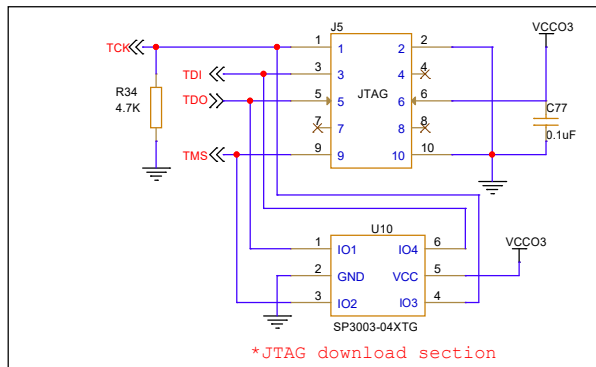 J5
VCCO3
TCK
1 1 2 2
TDI
3 3 4 4
R34
4.7K
JTAG
TDO
5 5 6 6
C77
0.1uF
7 7 8 8
TMS
9 9 10 10
U10
VCCO3
1 IO1 IO4 6
2 GND VCC 5
3 IO2 IO3 4
SP3003-04XTG
*JTAG download section